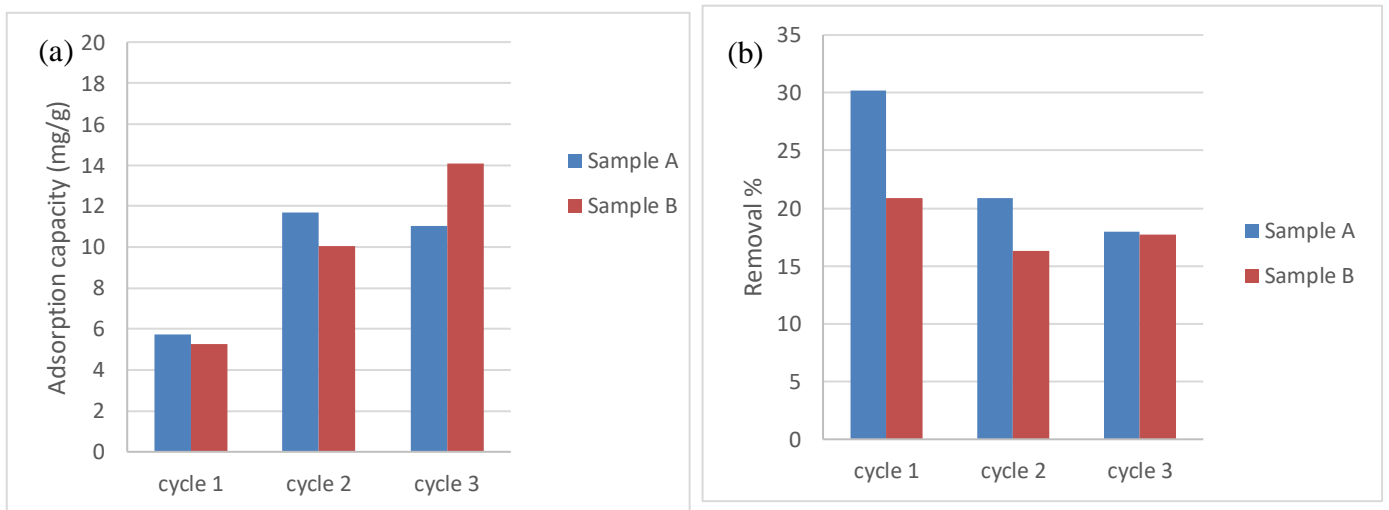 (a)
Adsorption capacity (mg/g)
20
18
16
14
12
10
8
6
4
2
0
cycle 1
cycle 2
cycle 3
Sample A
Sample B
(b)
Removal %
35
30
25
20
15
10
5
0
cycle 1
cycle 2
cycle 3
Sample A
Sample B